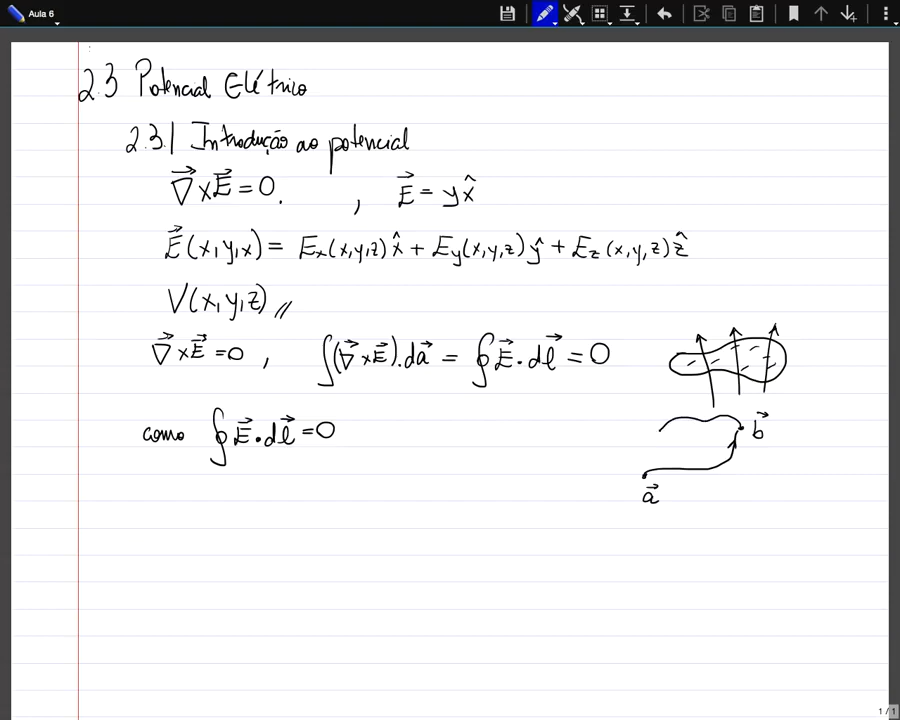 Aula 6
2.3 Potencial Elétrico
2.3.1 Introdução ao potencial
∇⃗ × E⃗ = 0. , E⃗ = y x̂
E⃗(x,y,x) = Ex(x,y,z) x̂ + Ey(x,y,z) ŷ + Ez(x,y,z) ẑ
V(x,y,z) //
∇⃗ × E⃗ = 0 , ∫(∇⃗ × E⃗).da⃗ = ∮E⃗.dl⃗ = 0
como ∮E⃗.dl⃗ = 0
b⃗
a⃗
1 / 1